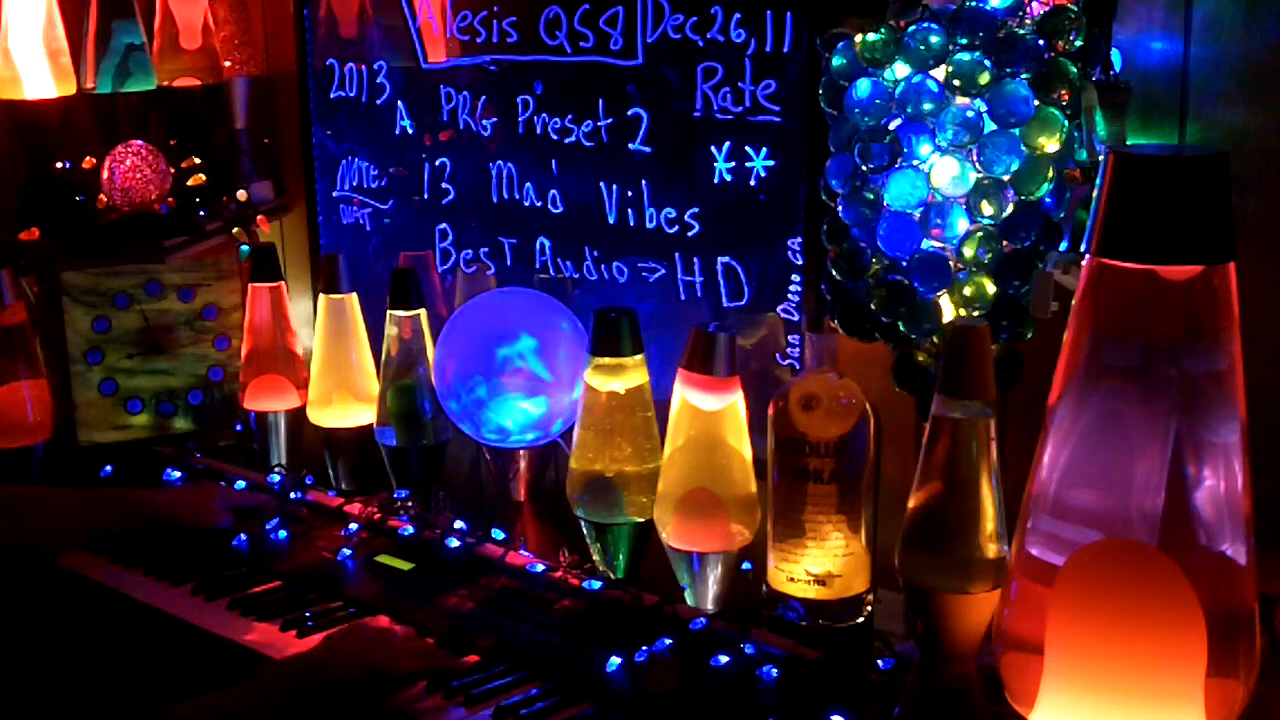 Alesis QS8 Dec,26,11
2013
Rate
A PRG Preset 2
**
NOTE:
13 Mad Vibes
Best Audio ⇒ HD
San Diego CA